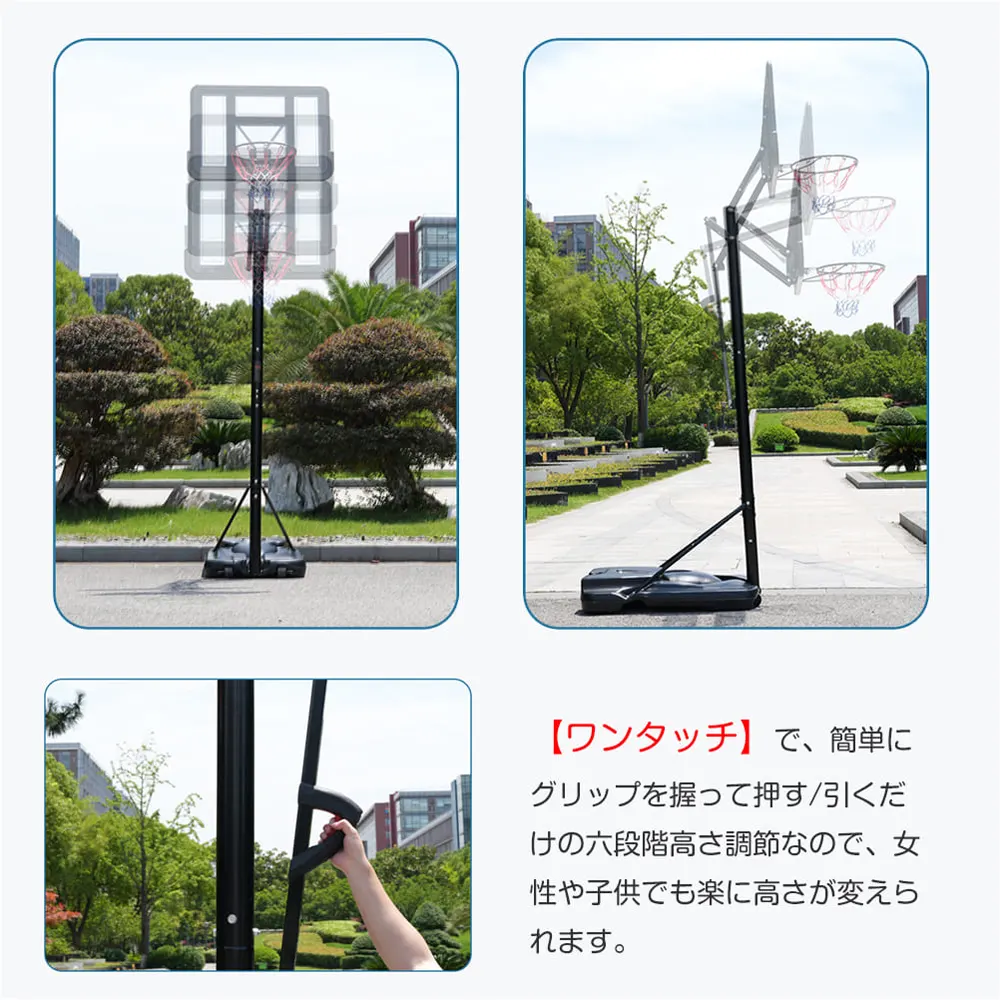 【ワンタッチ】で、簡単に
グリップを握って押す/引くだ
けの六段階高さ調節なので、女
性や子供でも楽に高さが変えら
れます。